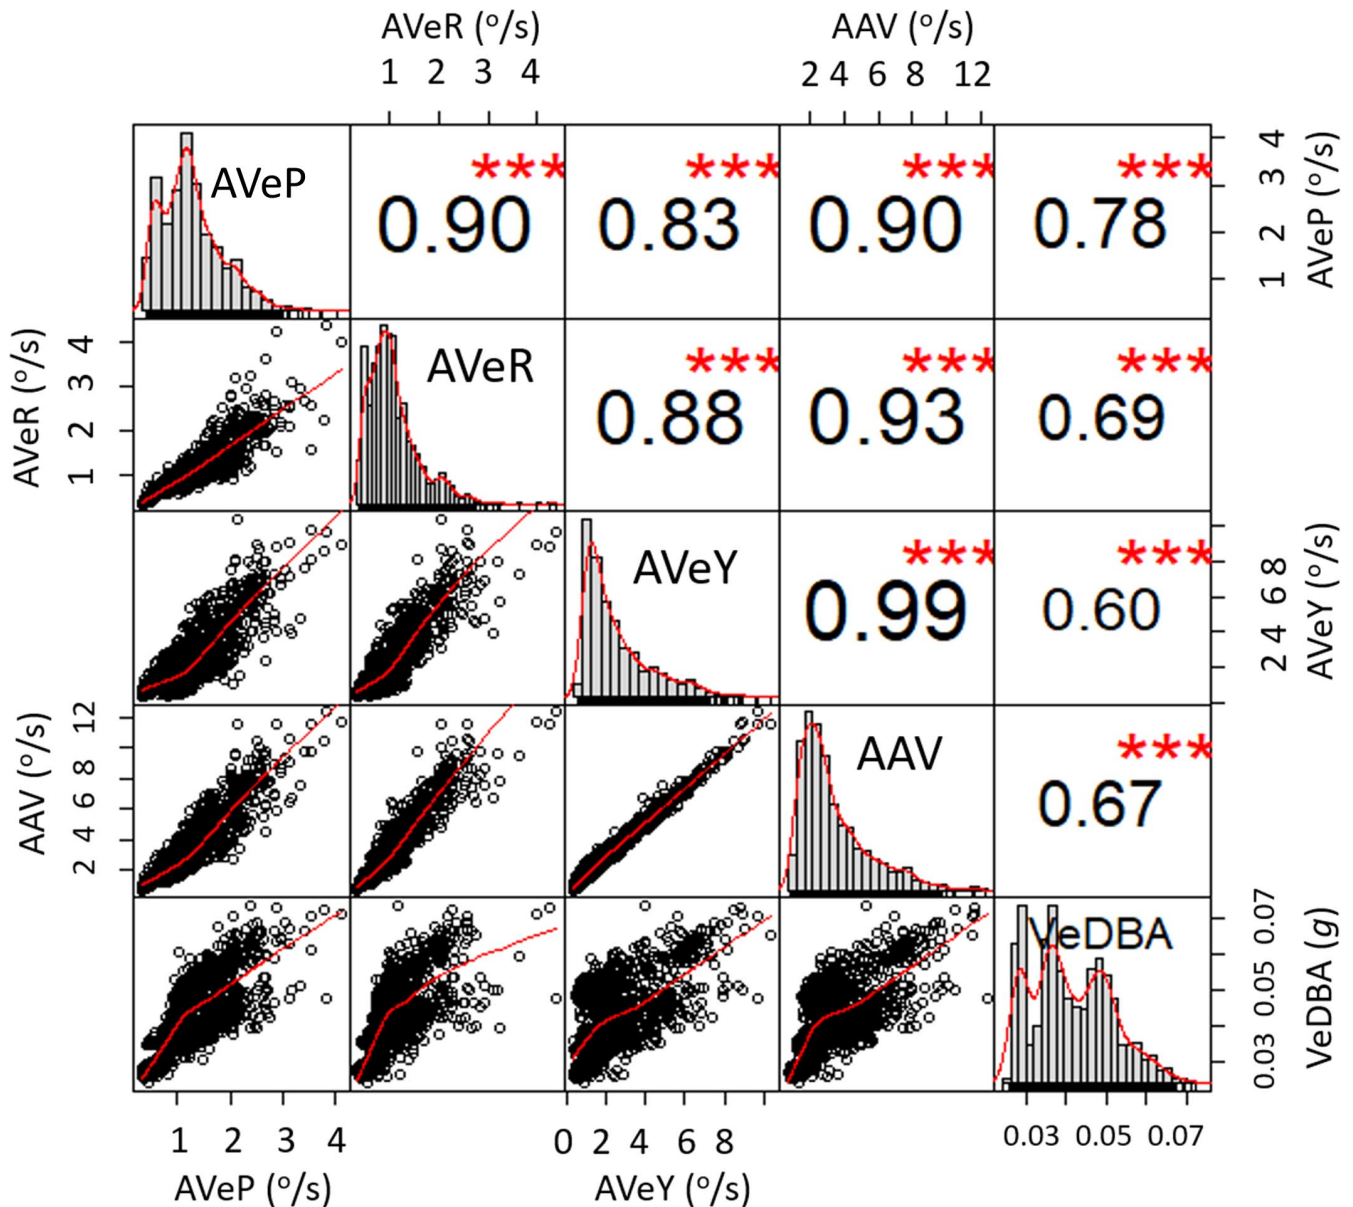 AVeR (º/s) AAV (º/s)
1 2 3 4 2 4 6 8 12
AVeP *** 0.90 *** 0.83 *** 0.90 *** 0.78
1 2 3 4 AVeP (º/s)
AVeR (º/s) 1 2 3 4
AVeR *** 0.88 *** 0.93 *** 0.69
AVeY *** 0.99 *** 0.60
2 4 6 8 AVeY (º/s)
AAV (º/s) 2 4 6 8 12
AAV *** 0.67
VeDBA
0.03 0.05 0.07 VeDBA (g)
1 2 3 4 0 2 4 6 8 0.03 0.05 0.07
AVeP (º/s) AVeY (º/s)